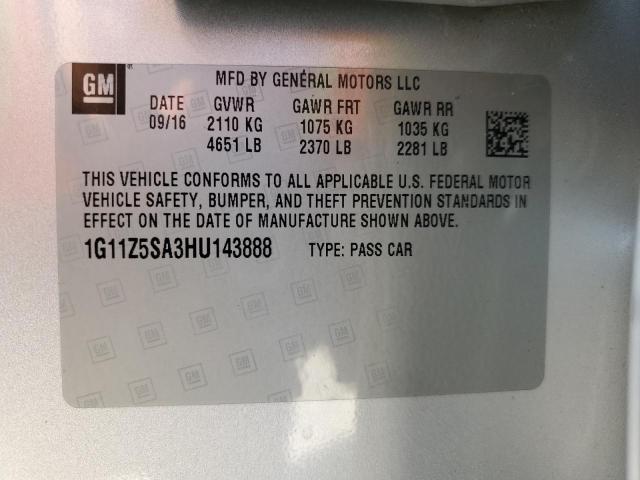 GM
MFD BY GENERAL MOTORS LLC
DATE GVWR GAWR FRT GAWR RR
09/16 2110 KG 1075 KG 1035 KG
4651 LB 2370 LB 2281 LB
THIS VEHICLE CONFORMS TO ALL APPLICABLE U.S. FEDERAL MOTOR
VEHICLE SAFETY, BUMPER, AND THEFT PREVENTION STANDARDS IN
EFFECT ON THE DATE OF MANUFACTURE SHOWN ABOVE.
1G11Z5SA3HU143888 TYPE: PASS CAR